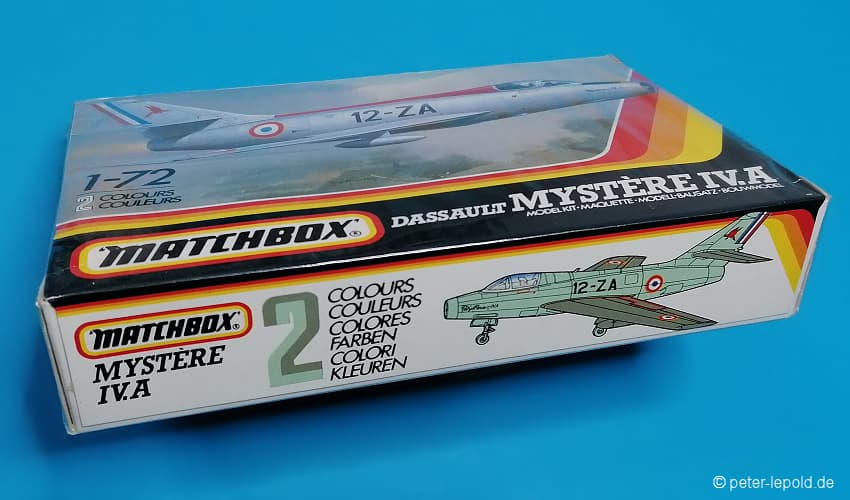 12-ZA
1-72
COLOURS
COULEURS
MATCHBOX®
DASSAULT MYSTÈRE IV.A
MODEL KIT·MAQUETTE·MODELL-BAUSATZ·BOUWMODEL
MATCHBOX®
MYSTÈRE
IV.A
2
COLOURS
COULEURS
COLORES
FARBEN
COLORI
KLEUREN
12-ZA
© peter-lepold.de